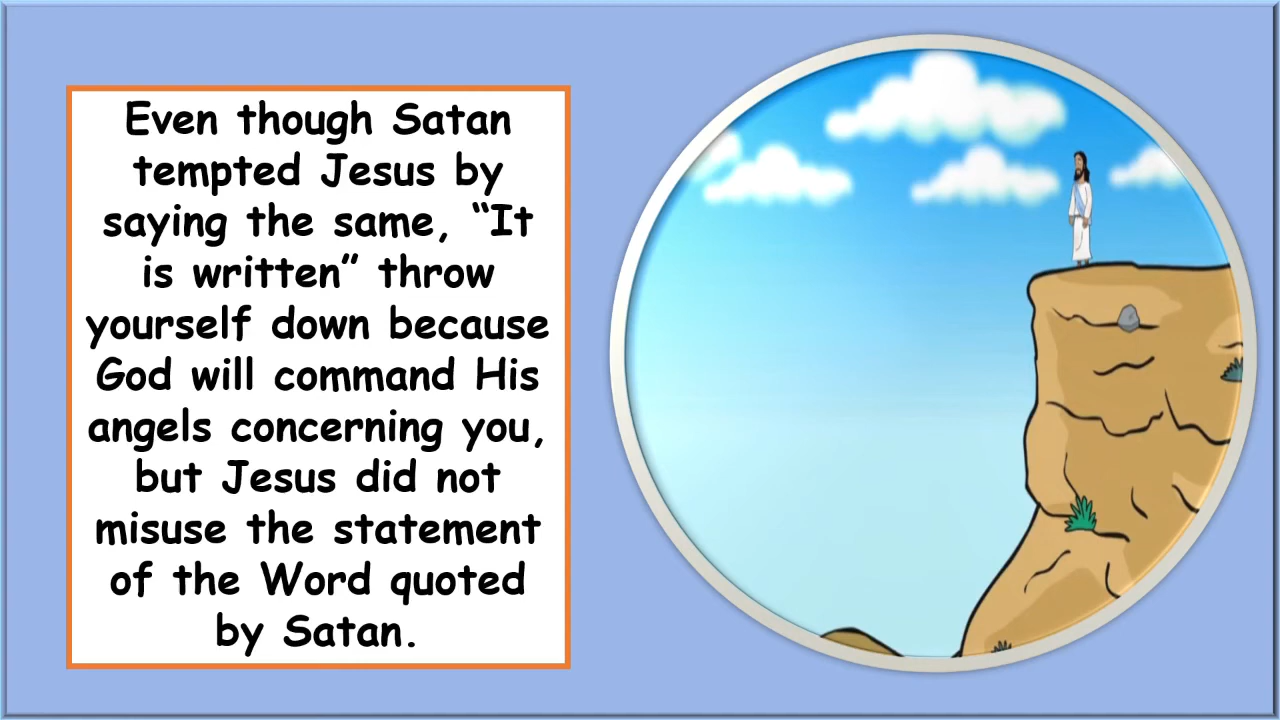 Even though Satan
tempted Jesus by
saying the same, “It
is written” throw
yourself down because
God will command His
angels concerning you,
but Jesus did not
misuse the statement
of the Word quoted
by Satan.